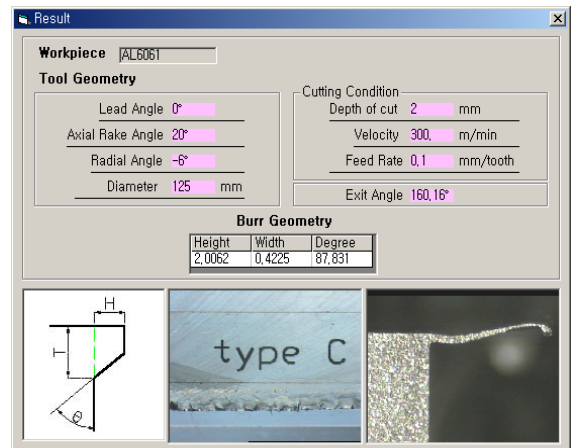 Result
Workpiece AL6061
Tool Geometry
Lead Angle 0°
Axial Rake Angle 20°
Radial Angle -6°
Diameter 125 mm
Cutting Condition
Depth of cut 2 mm
Velocity 300, m/min
Feed Rate 0,1 mm/tooth
Exit Angle 160,16°
Burr Geometry
Height Width Degree
2,0062 0,4225 87,831
H
T
θ
type C